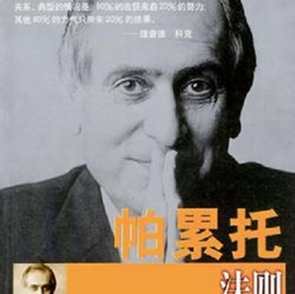 关系，典型的情况是：80%的收获来自20%的努力；
其他80%的力气只带来20%的结果。
——理查德·科克
帕累托
法则